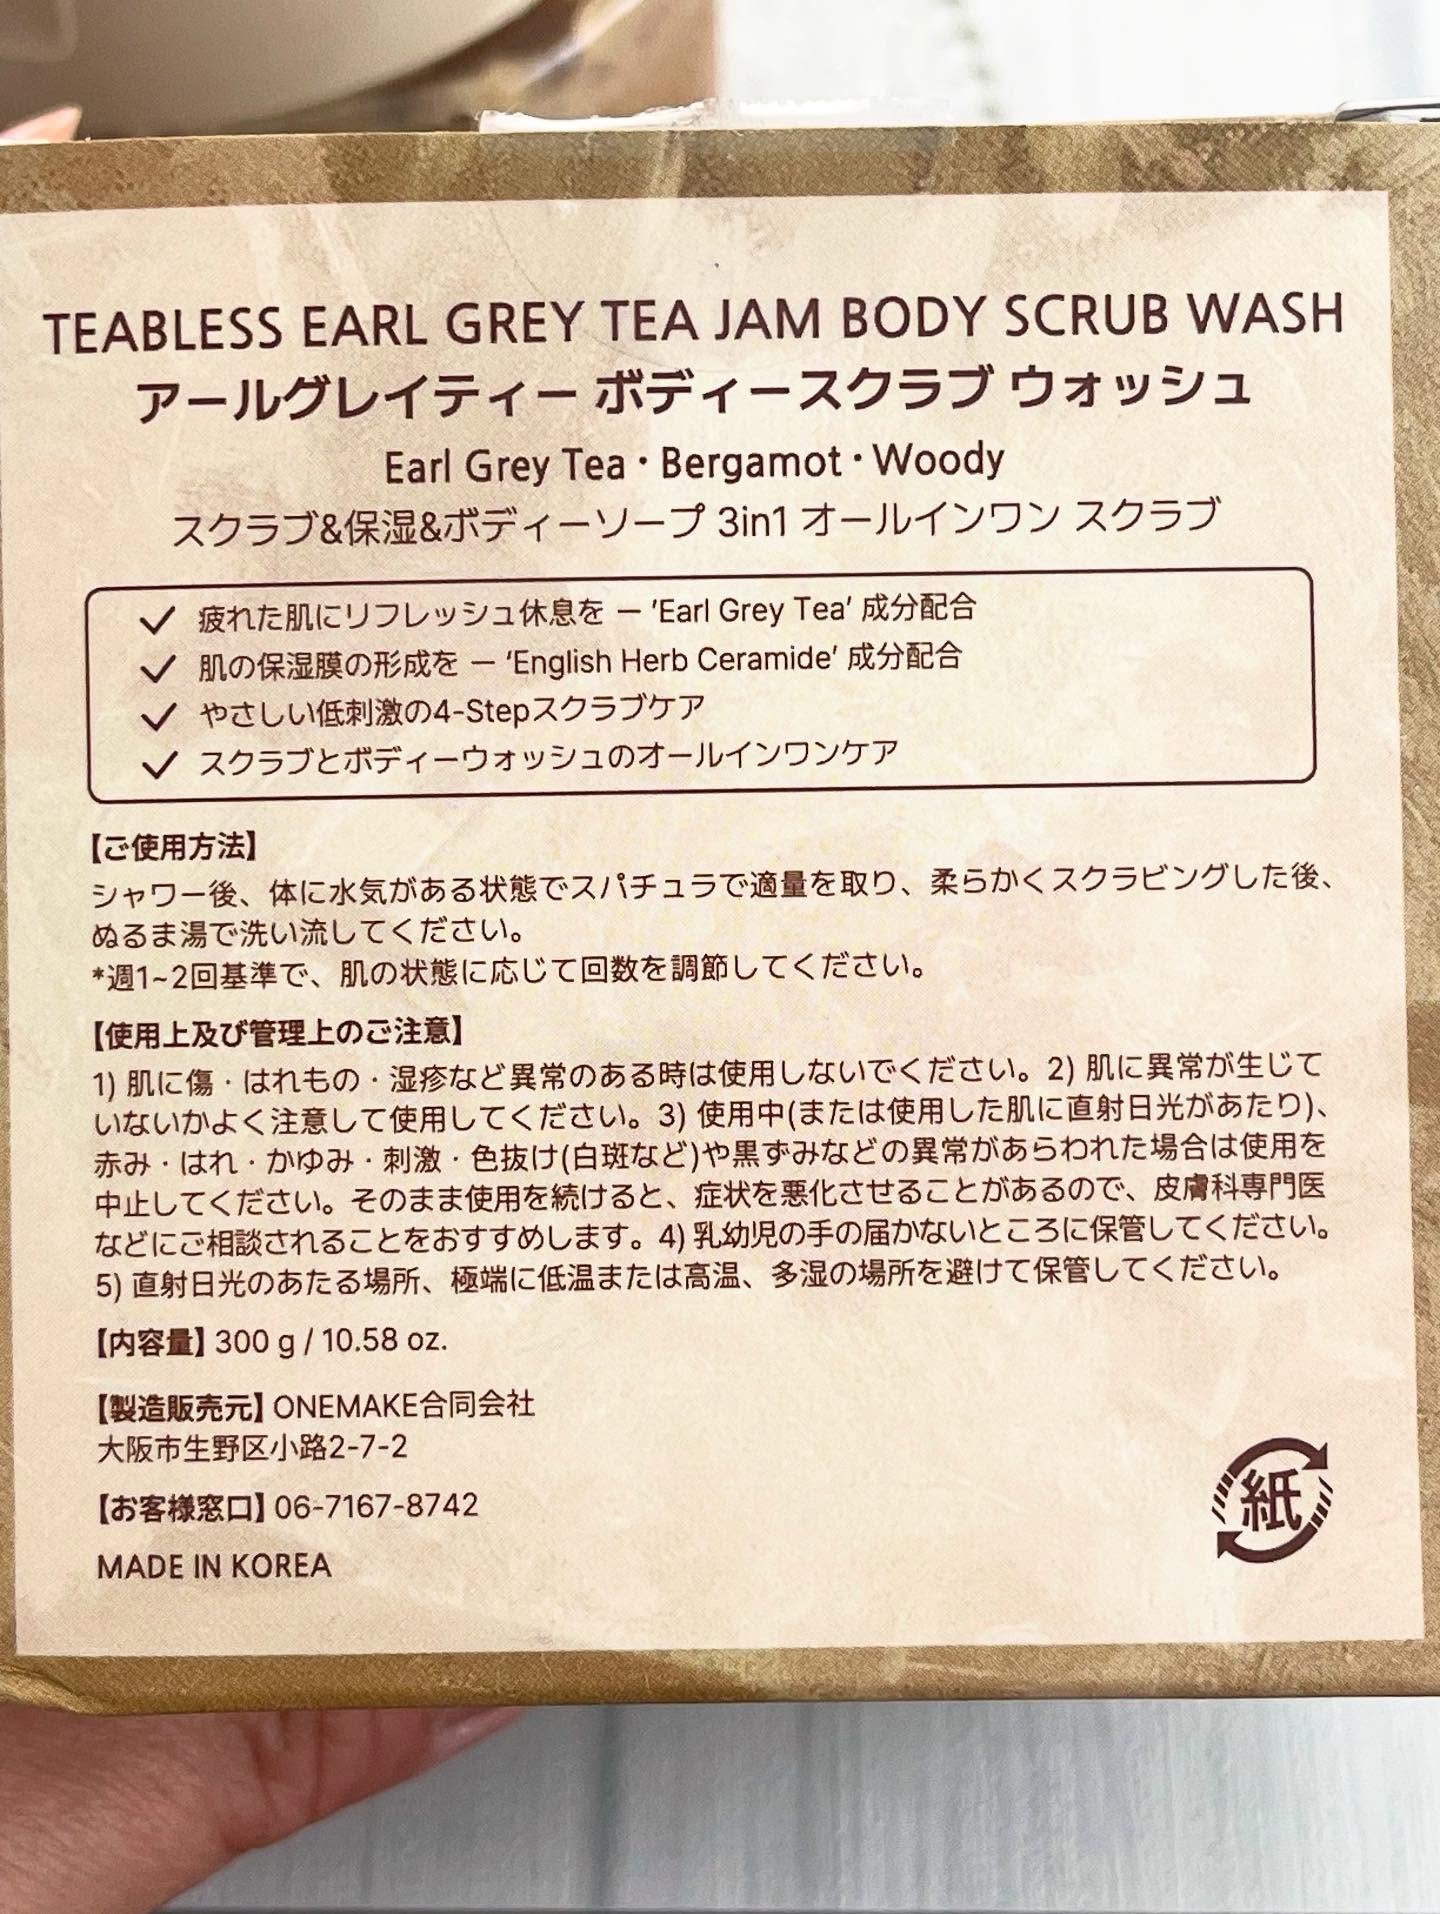 TEABLESS EARL GREY TEA JAM BODY SCRUB WASH
アールグレイティー ボディースクラブ ウォッシュ
Earl Grey Tea・Bergamot・Woody
スクラブ&保湿&ボディーソープ 3in1 オールインワン スクラブ
✓ 疲れた肌にリフレッシュ休息を ― 'Earl Grey Tea' 成分配合
✓ 肌の保湿膜の形成を ― 'English Herb Ceramide' 成分配合
✓ やさしい低刺激の4-Stepスクラブケア
✓ スクラブとボディーウォッシュのオールインワンケア
【ご使用方法】
シャワー後、体に水気がある状態でスパチュラで適量を取り、柔らかくスクラビングした後、
ぬるま湯で洗い流してください。
*週1~2回基準で、肌の状態に応じて回数を調節してください。
【使用上及び管理上のご注意】
1) 肌に傷・はれもの・湿疹など異常のある時は使用しないでください。2) 肌に異常が生じて
いないかよく注意して使用してください。3) 使用中(または使用した肌に直射日光があたり)、
赤み・はれ・かゆみ・刺激・色抜け(白斑など)や黒ずみなどの異常があらわれた場合は使用を
中止してください。そのまま使用を続けると、症状を悪化させることがあるので、皮膚科専門医
などにご相談されることをおすすめします。4) 乳幼児の手の届かないところに保管してください。
5) 直射日光のあたる場所、極端に低温または高温、多湿の場所を避けて保管してください。
【内容量】300 g / 10.58 oz.
【製造販売元】ONEMAKE合同会社
大阪市生野区小路2-7-2
【お客様窓口】06-7167-8742
MADE IN KOREA
紙